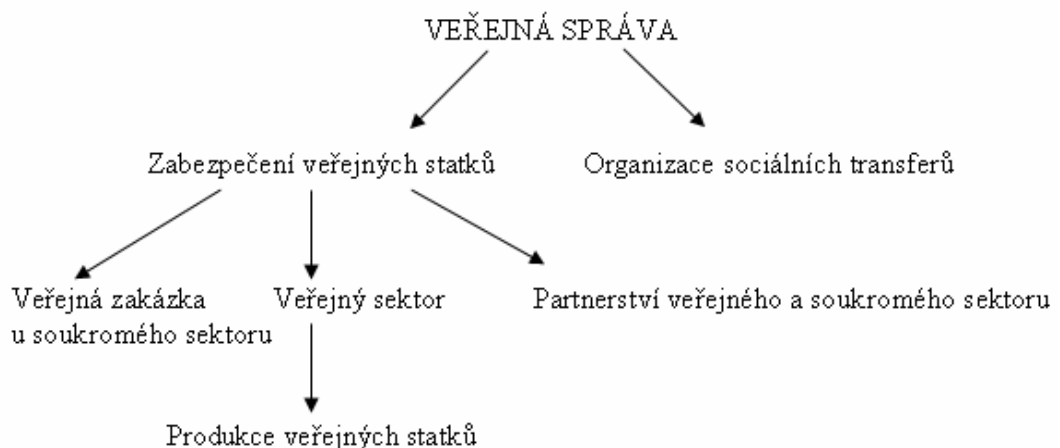 VEŘEJNÁ SPRÁVA
Zabezpečení veřejných statků
Organizace sociálních transferů
Veřejná zakázka
u soukromého sektoru
Veřejný sektor
Partnerství veřejného a soukromého sektoru
Produkce veřejných statků